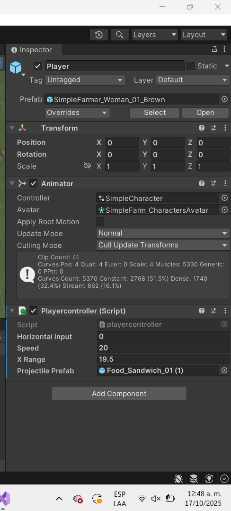 Layers
Layout
Inspector
Player
Static
Tag Untagged Layer Default
Prefab SimpleFarmer_Woman_01_Brown
Overrides Select Open
Transform
Position X 0 Y 0 Z 0
Rotation X 0 Y 0 Z 0
Scale X 1 Y 1 Z 1
Animator
Controller SimpleCharacter
Avatar SimpleFarm_CharactersAvatar
Apply Root Motion
Update Mode Normal
Culling Mode Cull Update Transforms
Clip Count: 41
Curves Pos: 4 Quat: 4 Euler: 0 Scale: 4 Muscles: 5330 Generic:
0 PPtr: 0
Curves Count: 5370 Constant: 2768 (51.5%) Dense: 1740
(32.4%) Stream: 862 (16.1%)
Playercontroller (Script)
Script playercontroller
Horizontal Input 0
Speed 20
X Range 19.5
Projectile Prefab Food_Sandwich_01 (1)
Add Component
ESP
LAA
12:48 a. m.
17/10/2025